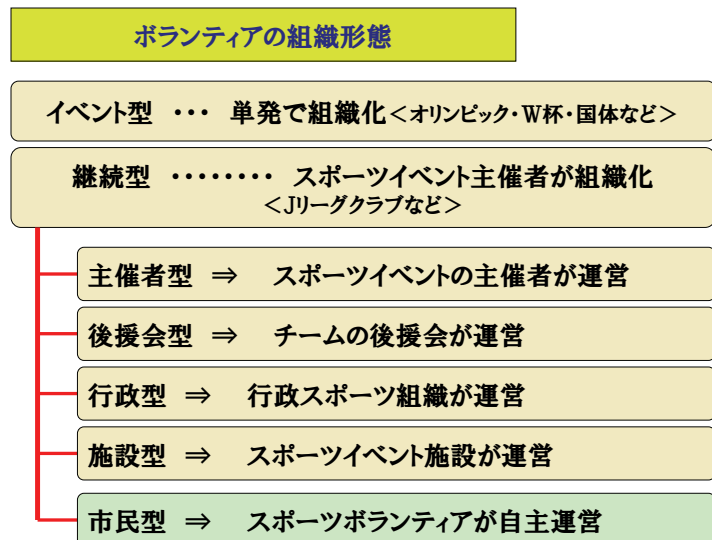 ボランティアの組織形態
イベント型 ・・・ 単発で組織化＜オリンピック・W杯・国体など＞
継続型 ・・・・・・・・ スポーツイベント主催者が組織化
＜Jリーグクラブなど＞
主催者型 ⇒ スポーツイベントの主催者が運営
後援会型 ⇒ チームの後援会が運営
行政型 ⇒ 行政スポーツ組織が運営
施設型 ⇒ スポーツイベント施設が運営
市民型 ⇒ スポーツボランティアが自主運営